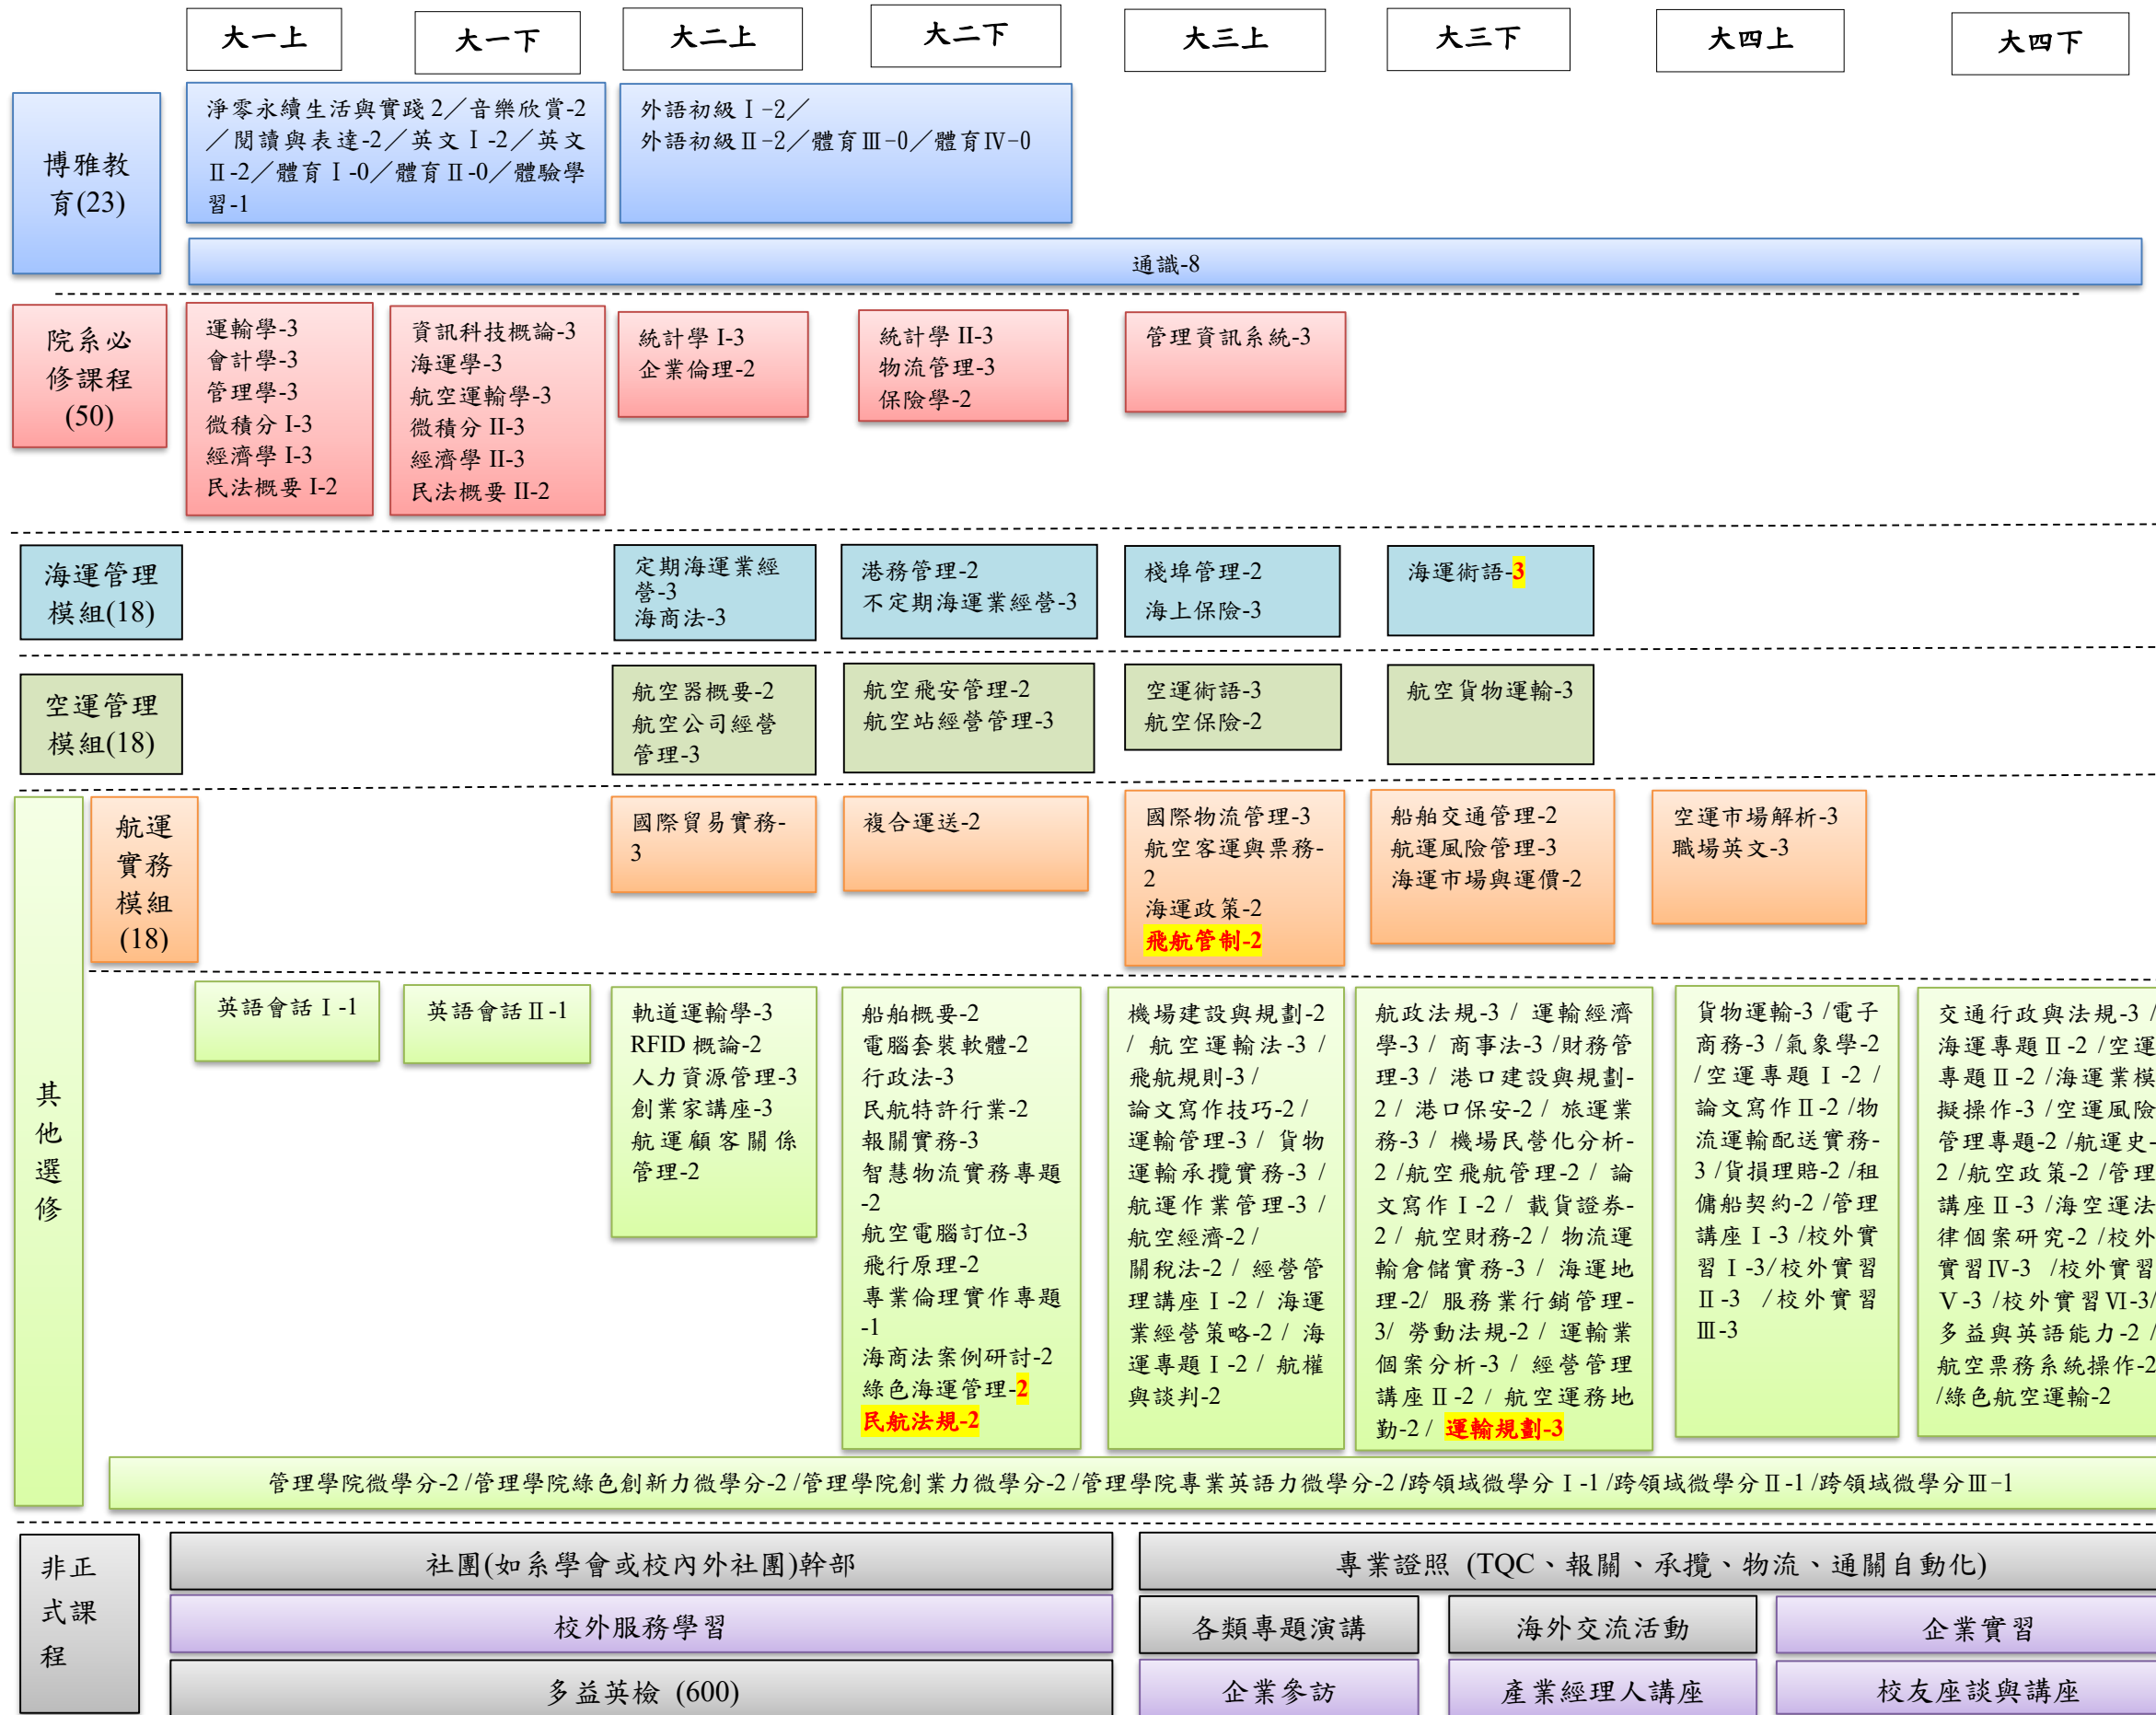 大一上
大一下
大二上
大二下
大三上
大三下
大四上
大四下
博雅教
育(23)
淨零永續生活與實踐 2／音樂欣賞-2
／閱讀與表達-2／英文Ⅰ-2／英文
Ⅱ-2／體育Ⅰ-0／體育Ⅱ-0／體驗學
習-1
外語初級Ⅰ-2／
外語初級Ⅱ-2／體育Ⅲ-0／體育Ⅳ-0
通識-8
院系必
修課程
(50)
運輸學-3
會計學-3
管理學-3
微積分 I-3
經濟學 I-3
民法概要 I-2
資訊科技概論-3
海運學-3
航空運輸學-3
微積分 II-3
經濟學 II-3
民法概要 II-2
統計學 I-3
企業倫理-2
統計學 II-3
物流管理-3
保險學-2
管理資訊系統-3
海運管理
模組(18)
定期海運業經
營-3
海商法-3
港務管理-2
不定期海運業經營-3
棧埠管理-2
海上保險-3
海運術語-3
空運管理
模組(18)
航空器概要-2
航空公司經營
管理-3
航空飛安管理-2
航空站經營管理-3
空運術語-3
航空保險-2
航空貨物運輸-3
航運
實務
模組
(18)
國際貿易實務-
3
複合運送-2
國際物流管理-3
航空客運與票務-
2
海運政策-2
飛航管制-2
船舶交通管理-2
航運風險管理-3
海運市場與運價-2
空運市場解析-3
職場英文-3
其
他
選
修
英語會話Ⅰ-1
英語會話Ⅱ-1
軌道運輸學-3
RFID 概論-2
人力資源管理-3
創業家講座-3
航運顧客關係
管理-2
船舶概要-2
電腦套裝軟體-2
行政法-3
民航特許行業-2
報關實務-3
智慧物流實務專題
-2
航空電腦訂位-3
飛行原理-2
專業倫理實作專題
-1
海商法案例研討-2
綠色海運管理-2
民航法規-2
機場建設與規劃-2
/ 航空運輸法-3 /
飛航規則-3 /
論文寫作技巧-2 /
運輸管理-3 / 貨物
運輸承攬實務-3 /
航運作業管理-3 /
航空經濟-2 /
關稅法-2 / 經營管
理講座Ⅰ-2 / 海運
業經營策略-2 / 海
運專題Ⅰ-2 / 航權
與談判-2
航政法規-3 / 運輸經濟
學-3 / 商事法-3 /財務管
理-3 / 港口建設與規劃-
2 / 港口保安-2 / 旅運業
務-3 / 機場民營化分析-
2 /航空飛航管理-2 / 論
文寫作Ⅰ-2 / 載貨證券-
2 / 航空財務-2 / 物流運
輸倉儲實務-3 / 海運地
理-2/ 服務業行銷管理-
3/ 勞動法規-2 / 運輸業
個案分析-3 / 經營管理
講座Ⅱ-2 / 航空運務地
勤-2 / 運輸規劃-3
貨物運輸-3 /電子
商務-3 /氣象學-2
/空運專題Ⅰ-2 /
論文寫作Ⅱ-2 /物
流運輸配送實務-
3 /貨損理賠-2 /租
傭船契約-2 /管理
講座Ⅰ-3 /校外實
習Ⅰ-3/校外實習
Ⅱ-3 /校外實習
Ⅲ-3
交通行政與法規-3 /
海運專題Ⅱ-2 /空運
專題Ⅱ-2 /海運業模
擬操作-3 /空運風險
管理專題-2 /航運史-
2 /航空政策-2 /管理
講座Ⅱ-3 /海空運法
律個案研究-2 /校外
實習Ⅳ-3 /校外實習
Ⅴ-3 /校外實習Ⅵ-3/
多益與英語能力-2 /
航空票務系統操作-2
/綠色航空運輸-2
管理學院微學分-2 /管理學院綠色創新力微學分-2 /管理學院創業力微學分-2 /管理學院專業英語力微學分-2 /跨領域微學分Ⅰ-1 /跨領域微學分Ⅱ-1 /跨領域微學分Ⅲ-1
非正
式課
程
社團(如系學會或校內外社團)幹部
專業證照 (TQC、報關、承攬、物流、通關自動化)
校外服務學習
各類專題演講
海外交流活動
企業實習
多益英檢 (600)
企業參訪
產業經理人講座
校友座談與講座